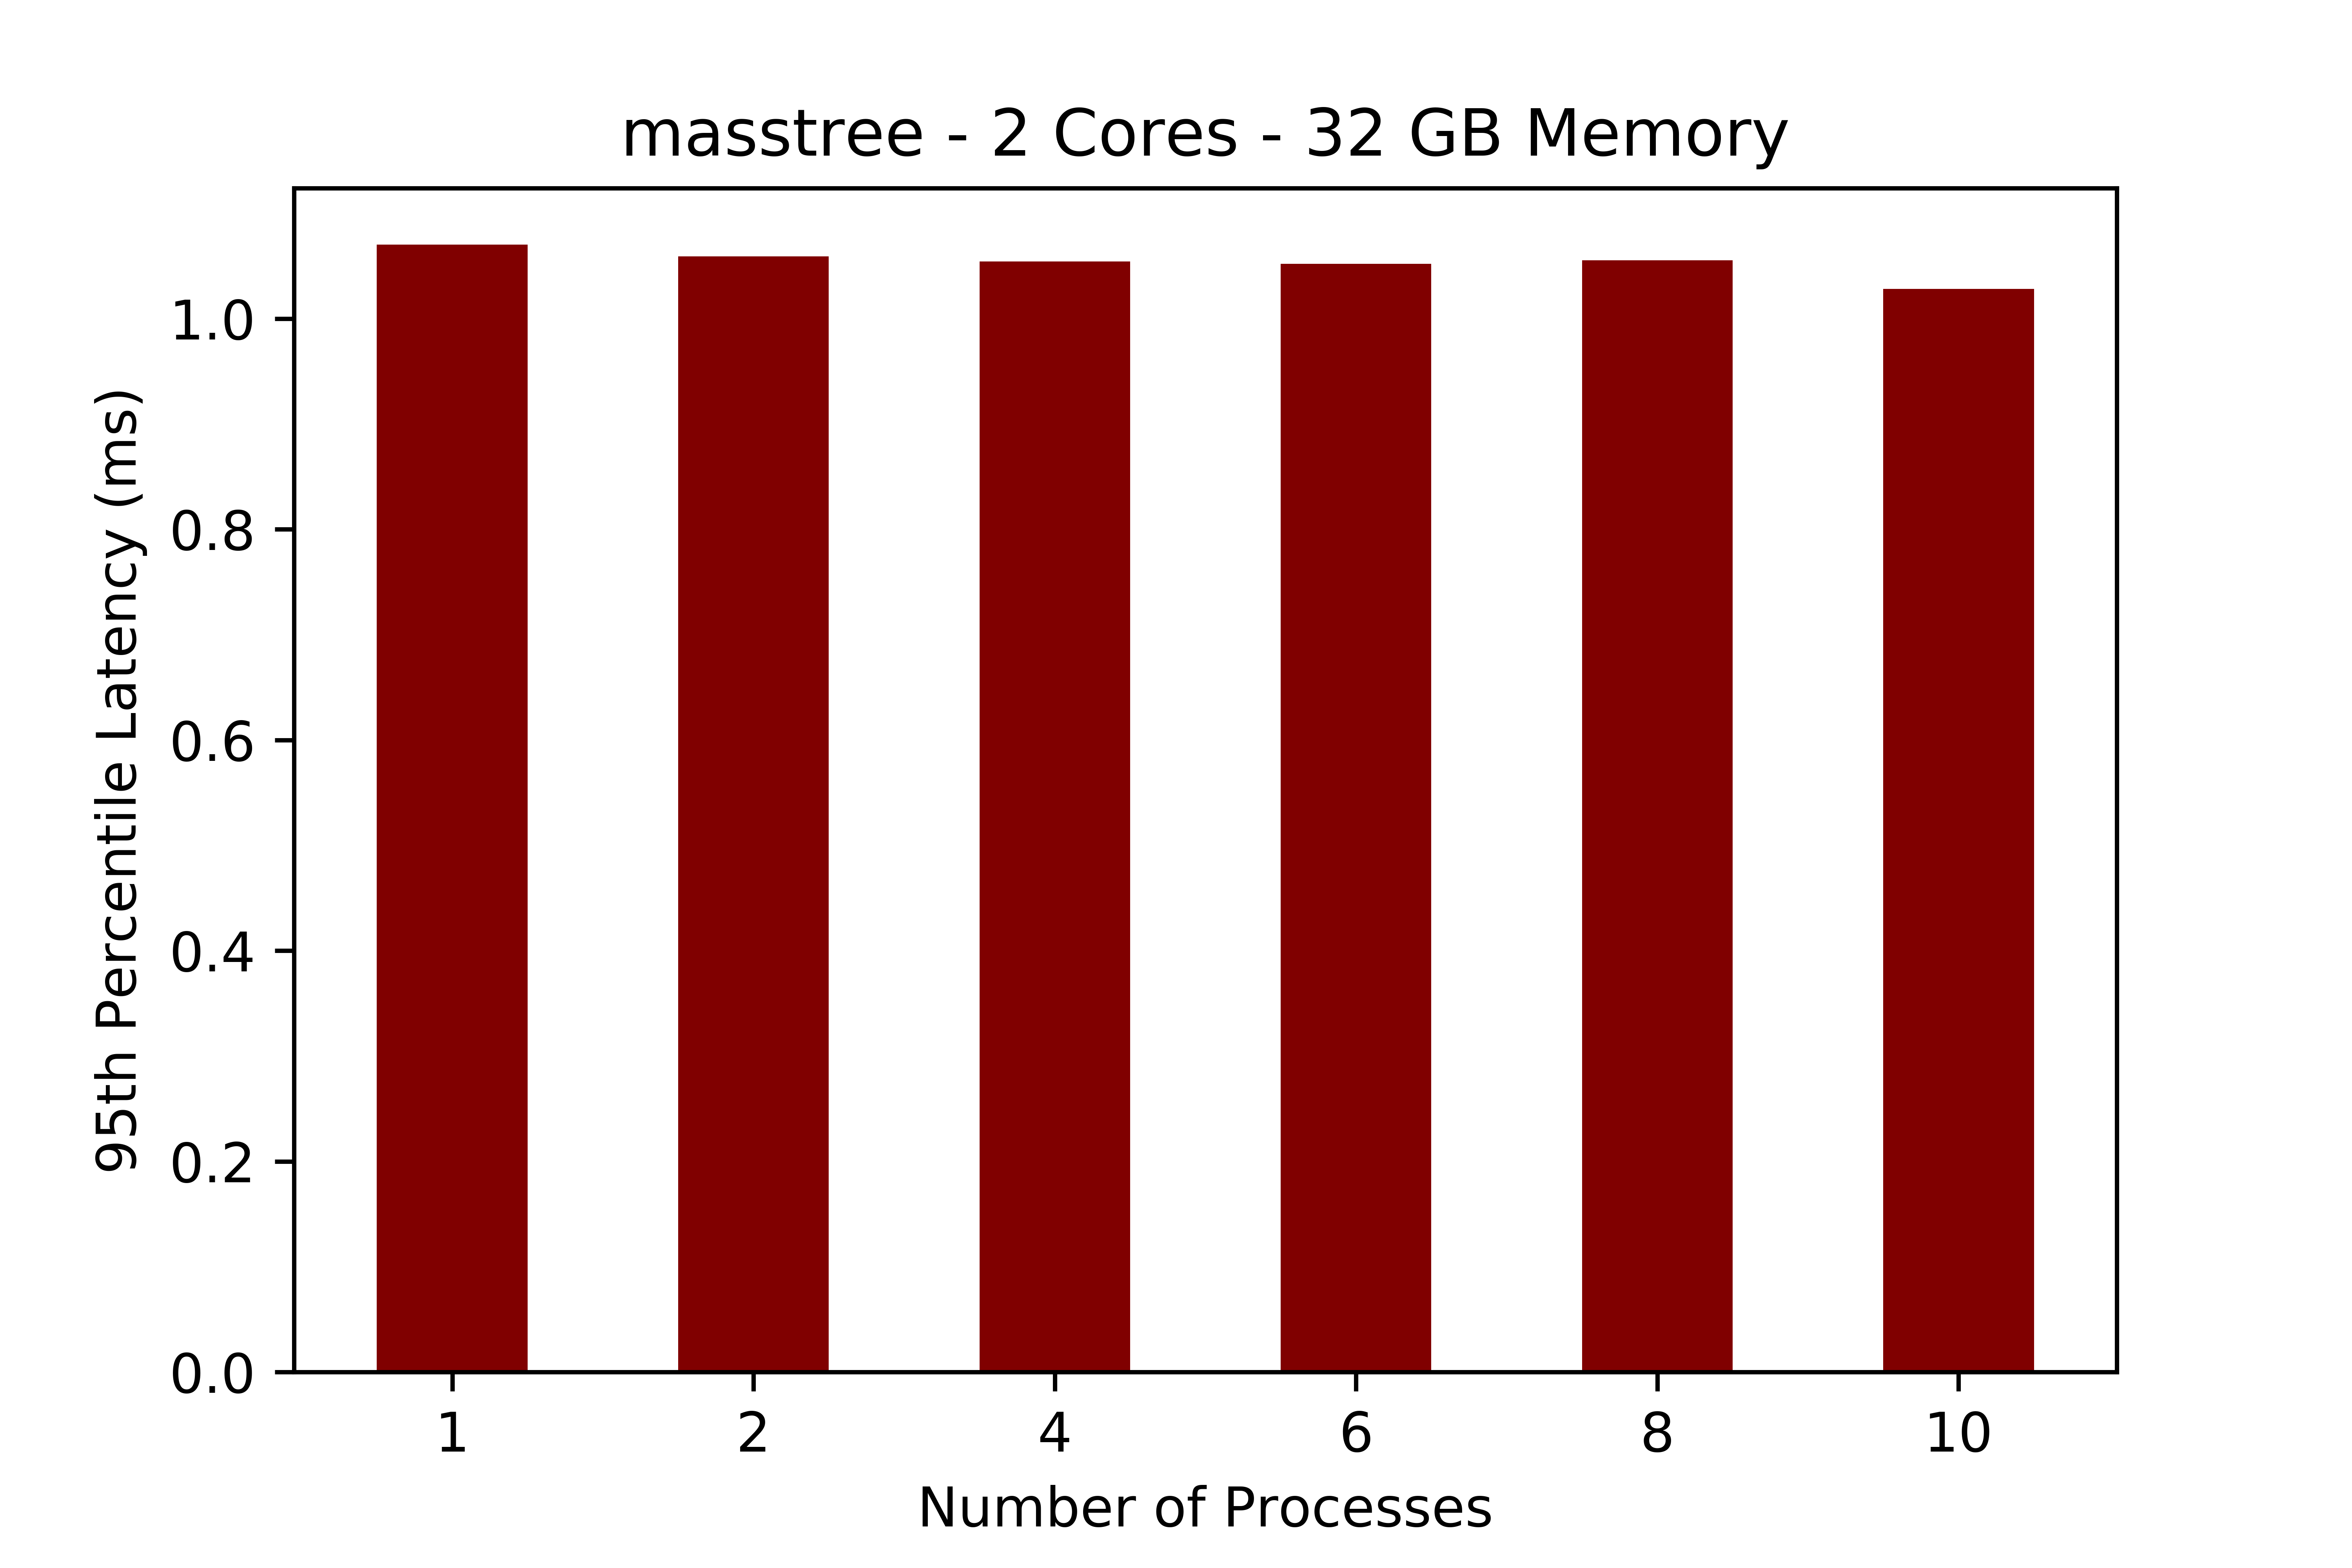 masstree - 2 Cores - 32 GB Memory
95th Percentile Latency (ms)
1.0
0.8
0.6
0.4
0.2
0.0
1 2 4 6 8 10
Number of Processes